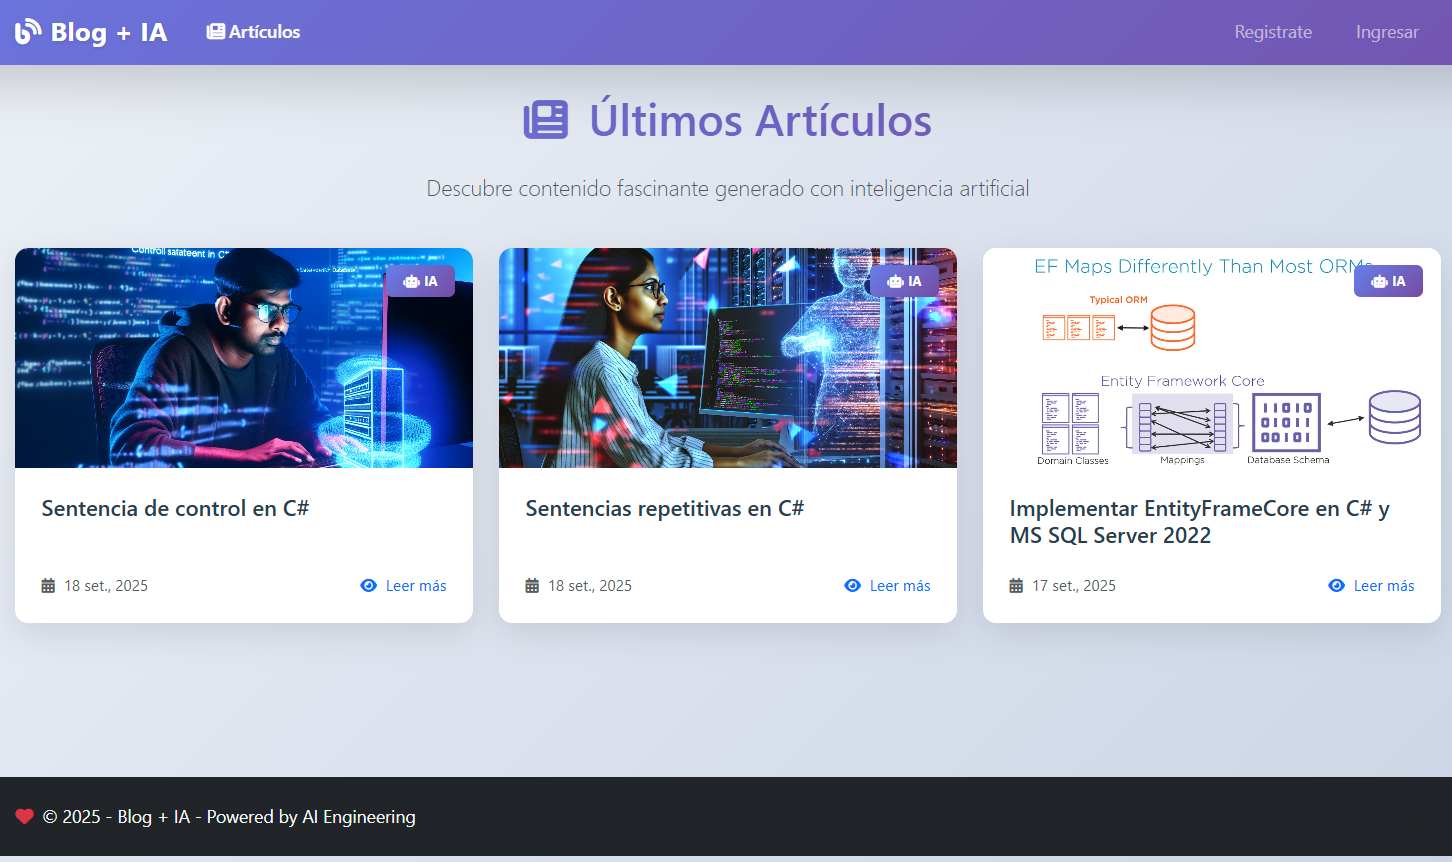 Blog + IA
Artículos
Registrate
Ingresar
Últimos Artículos
Descubre contenido fascinante generado con inteligencia artificial
IA
Sentencia de control en C#
18 set., 2025
Leer más
IA
Sentencias repetitivas en C#
18 set., 2025
Leer más
EF Maps Differently Than Most ORMs
IA
Typical ORM
Entity Framework Core
Domain Classes
Mappings
Database Schema
Implementar EntityFrameCore en C# y
MS SQL Server 2022
17 set., 2025
Leer más
© 2025 - Blog + IA - Powered by AI Engineering